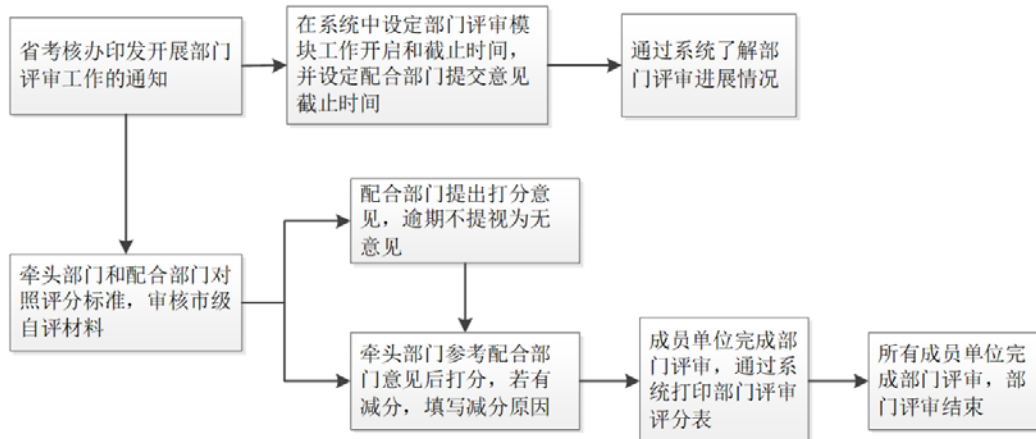 省考核办印发开展部门
评审工作的通知
在系统中设定部门评审模
块工作开启和截止时间，
并设定配合部门提交意见
截止时间
通过系统了解部
门评审进展情况
配合部门提出打分意
见，逾期不提视为无
意见
牵头部门和配合部门对
照评分标准，审核市级
自评材料
牵头部门参考配合部
门意见后打分，若有
减分，填写减分原因
成员单位完成部
门评审，通过系
统打印部门评审
评分表
所有成员单位完
成部门评审，部
门评审结束